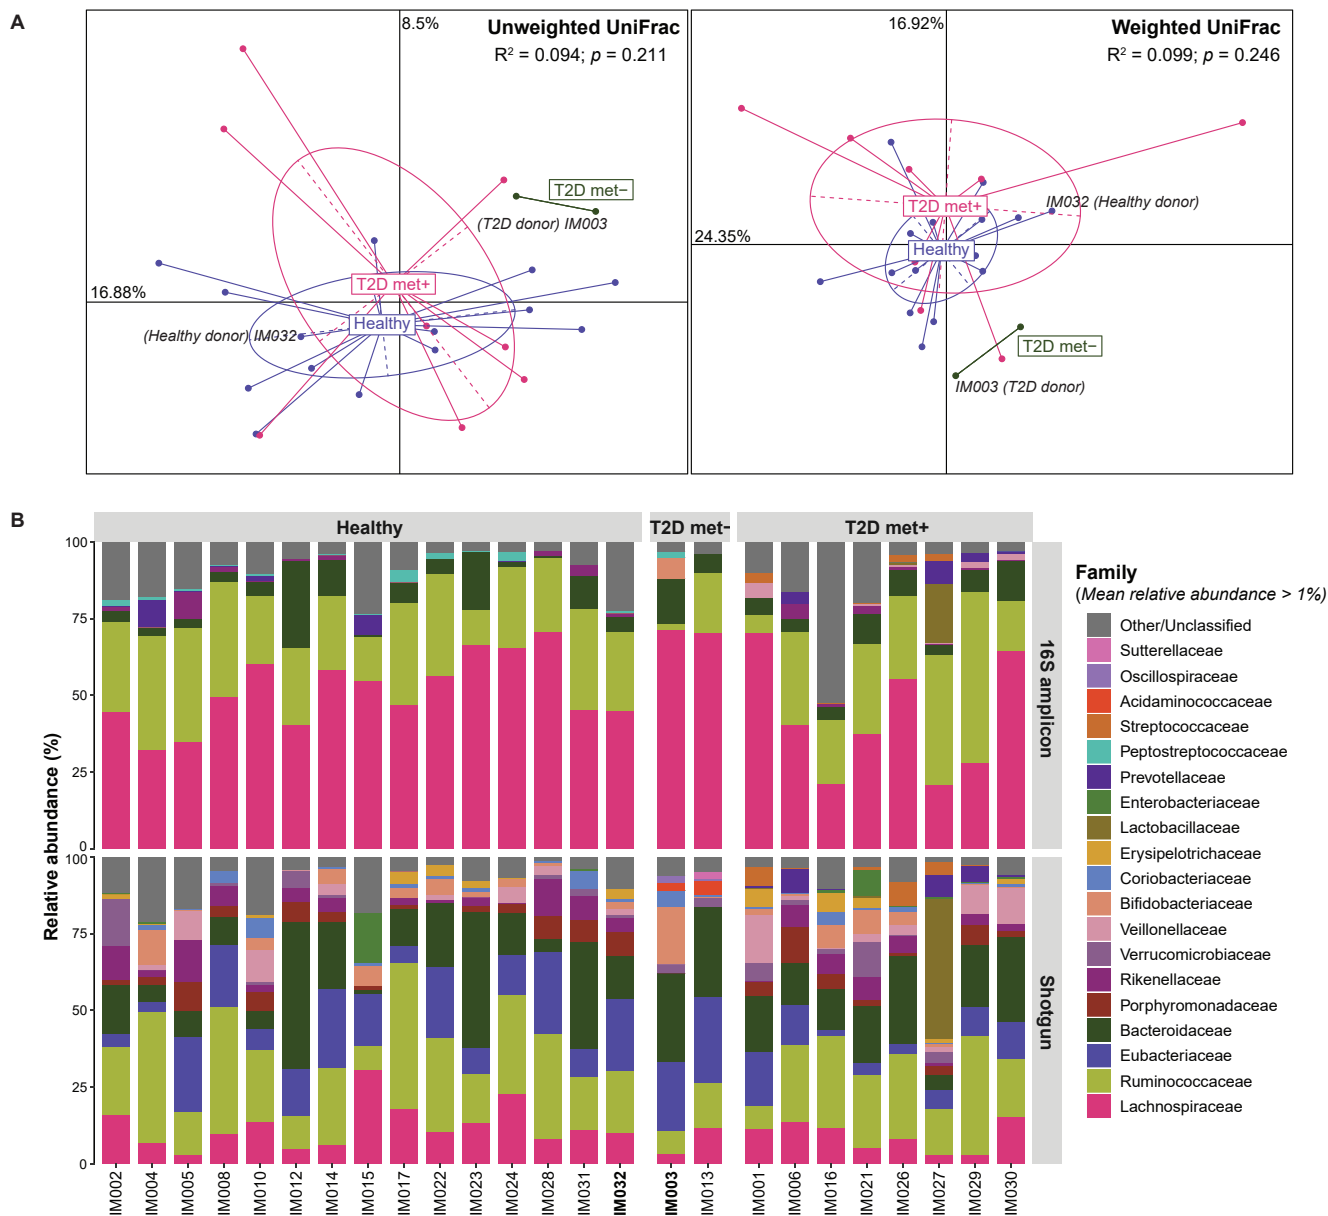 A
8.5%
Unweighted UniFrac
R² = 0.094; p = 0.211
T2D met−
(T2D donor) IM003
T2D met+
16.88%
Healthy
(Healthy donor) IM032
16.92%
Weighted UniFrac
R² = 0.099; p = 0.246
IM032 (Healthy donor)
T2D met+
24.35%
Healthy
T2D met−
IM003 (T2D donor)
B
Healthy
T2D met-
T2D met+
Relative abundance (%)
100
75
50
25
0
16S amplicon
100
75
50
25
0
Shotgun
IM002
IM004
IM005
IM008
IM010
IM012
IM014
IM015
IM017
IM022
IM023
IM024
IM028
IM031
IM032
IM003
IM013
IM001
IM006
IM016
IM021
IM026
IM027
IM029
IM030
Family
(Mean relative abundance > 1%)
Other/Unclassified
Sutterellaceae
Oscillospiraceae
Acidaminococcaceae
Streptococcaceae
Peptostreptococcaceae
Prevotellaceae
Enterobacteriaceae
Lactobacillaceae
Erysipelotrichaceae
Coriobacteriaceae
Bifidobacteriaceae
Veillonellaceae
Verrucomicrobiaceae
Rikenellaceae
Porphyromonadaceae
Bacteroidaceae
Eubacteriaceae
Ruminococcaceae
Lachnospiraceae